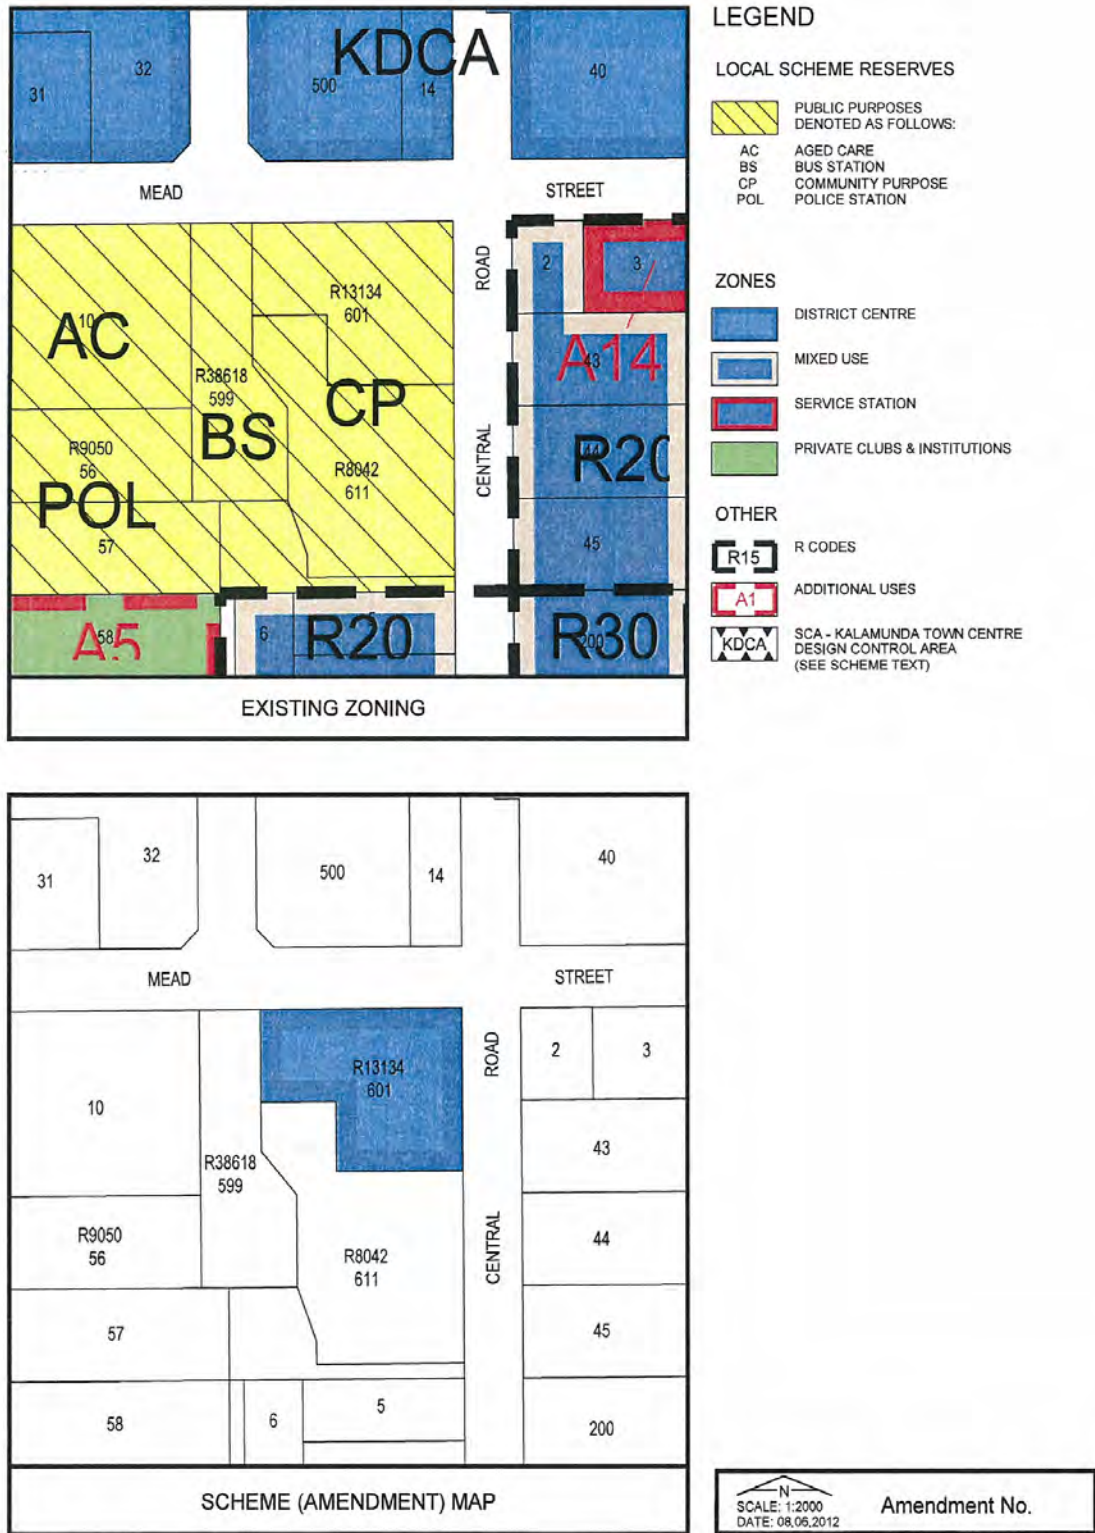 KDCA
31
32
500
14
40
MEAD
STREET
AC
10
R38618
599
BS
R13134
601
CP
R9050
56
POL
57
R8042
611
ROAD
CENTRAL
2
3
A14
43
R20
44
45
A5
58
6
R20
5
R30
200
EXISTING ZONING
LEGEND
LOCAL SCHEME RESERVES
PUBLIC PURPOSES
DENOTED AS FOLLOWS:
AC AGED CARE
BS BUS STATION
CP COMMUNITY PURPOSE
POL POLICE STATION
ZONES
DISTRICT CENTRE
MIXED USE
SERVICE STATION
PRIVATE CLUBS & INSTITUTIONS
OTHER
R15 R CODES
A1 ADDITIONAL USES
KDCA SCA - KALAMUNDA TOWN CENTRE
DESIGN CONTROL AREA
(SEE SCHEME TEXT)
31
32
500
14
40
MEAD
STREET
10
R38618
599
R13134
601
R9050
56
R8042
611
57
58
6
5
ROAD
CENTRAL
2
3
43
44
45
200
SCHEME (AMENDMENT) MAP
N
SCALE: 1:2000
DATE: 08.05.2012
Amendment No.